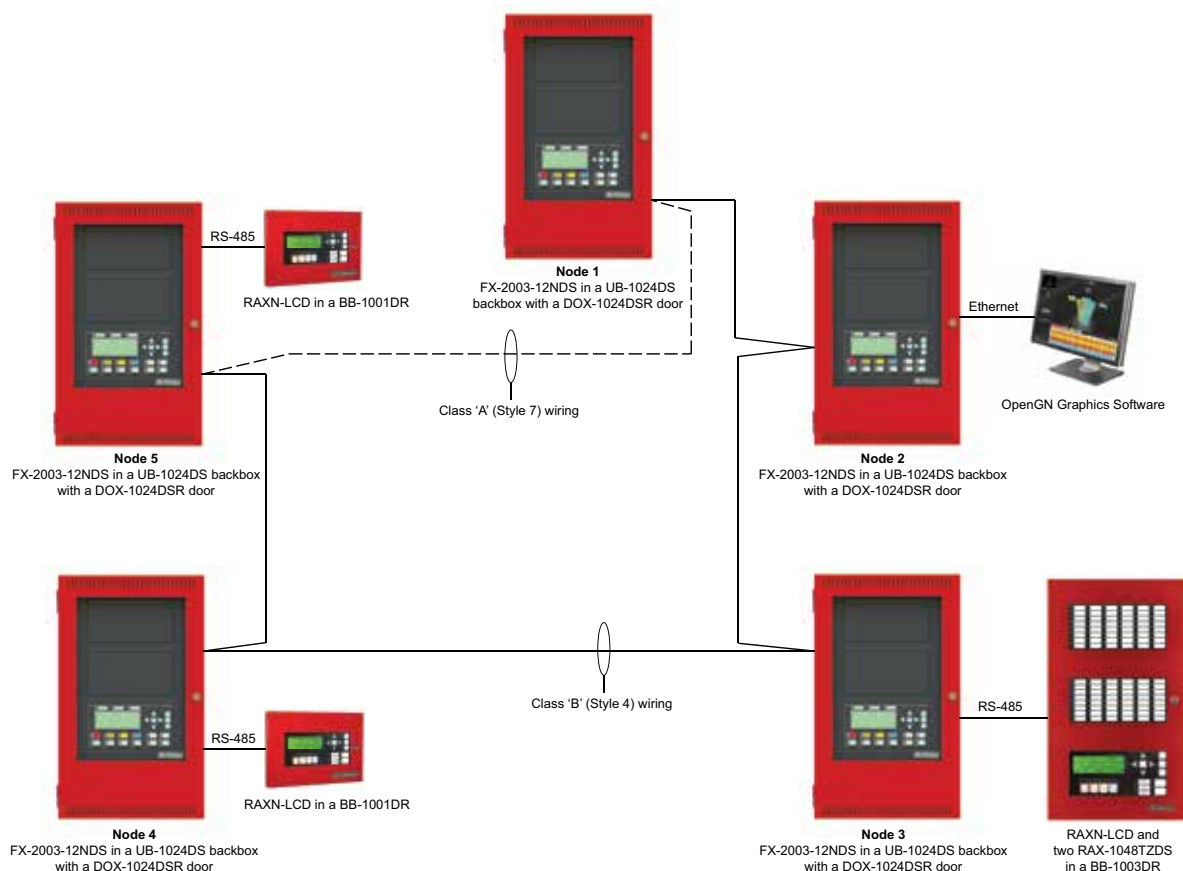 Node 1
FX-2003-12NDS in a UB-1024DS
backbox with a DOX-1024DSR door
RS-485
RAXN-LCD in a BB-1001DR
Ethernet
OpenGN Graphics Software
Class ‘A’ (Style 7) wiring
Node 5
FX-2003-12NDS in a UB-1024DS backbox
with a DOX-1024DSR door
Node 2
FX-2003-12NDS in a UB-1024DS backbox
with a DOX-1024DSR door
Class ‘B’ (Style 4) wiring
RS-485
RAXN-LCD in a BB-1001DR
RS-485
Node 4
FX-2003-12NDS in a UB-1024DS backbox
with a DOX-1024DSR door
Node 3
FX-2003-12NDS in a UB-1024DS backbox
with a DOX-1024DSR door
RAXN-LCD and
two RAX-1048TZDS
in a BB-1003DR